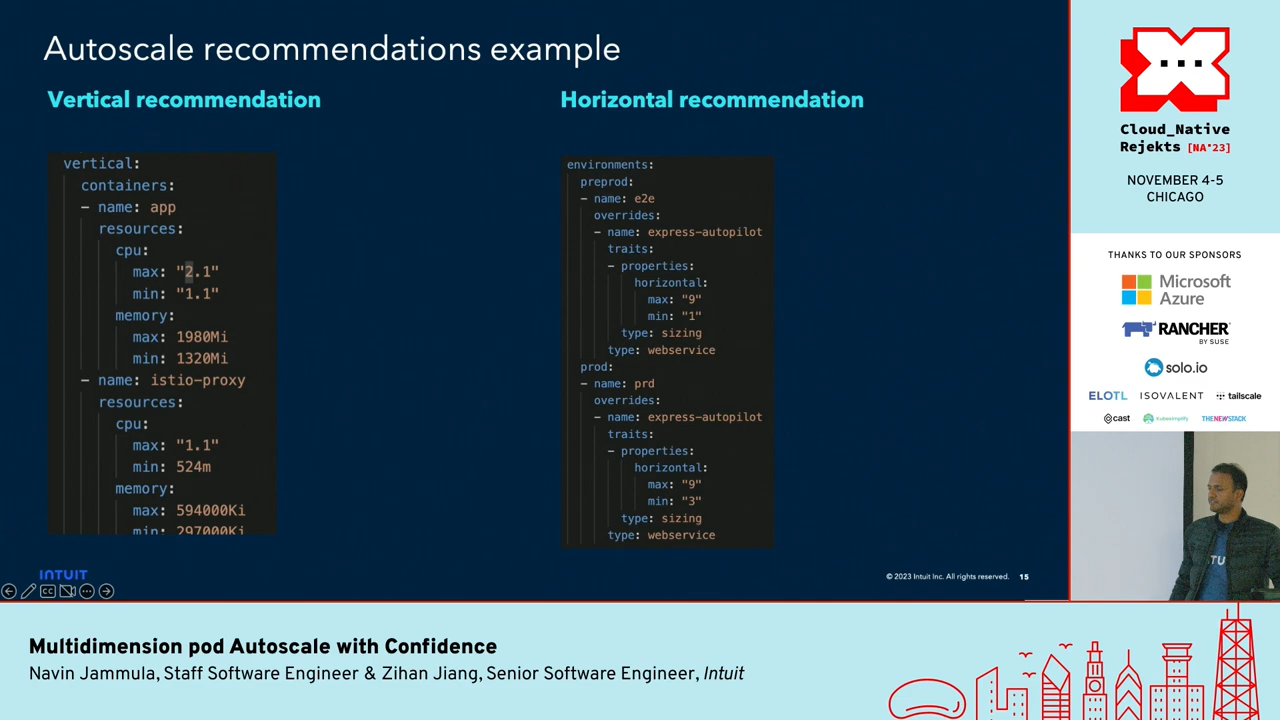 Autoscale recommendations example
Vertical recommendation
vertical:
containers:
- name: app
resources:
cpu:
max: "2.1"
min: "1.1"
memory:
max: 1980Mi
min: 1320Mi
- name: istio-proxy
resources:
cpu:
max: "1.1"
min: 524m
memory:
max: 594000Ki
min: 297000Ki
Horizontal recommendation
environments:
preprod:
- name: e2e
overrides:
- name: express-autopilot
traits:
- properties:
horizontal:
max: "9"
min: "1"
type: sizing
type: webservice
prod:
- name: prd
overrides:
- name: express-autopilot
traits:
- properties:
horizontal:
max: "9"
min: "3"
type: sizing
type: webservice
INTUIT
© 2023 Intuit Inc. All rights reserved. 15
CC
Cloud_Native
Rejekts [NA'23]
NOVEMBER 4-5
CHICAGO
THANKS TO OUR SPONSORS
Microsoft
Azure
RANCHER
BY SUSE
solo.io
ELOTL ISOVALENT tailscale
cast Kubesimplify THENEWSTACK
TU
Multidimension pod Autoscale with Confidence
Navin Jammula, Staff Software Engineer & Zihan Jiang, Senior Software Engineer, Intuit